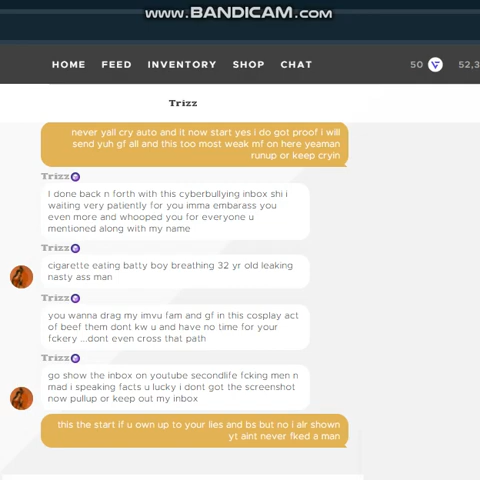 www.BANDICAM.com
HOME FEED INVENTORY SHOP CHAT 50 52,3
Trizz
never yall cry auto and lt now start yes i do got proof i will
send yuh gf all and this too most weak mf on here yeaman
runup or keep cryin
Trizz
I done back n forth with this cyberbullying inbox shi i
waiting very patiently for you imma embarass you
even more and whooped you for everyone u
mentioned along with my name
Trizz
cigarette eating batty boy breathing 32 yr old leaking
nasty ass man
Trizz
you wanna drag my imvu fam and gf in this cosplay act
of beef them dont kw u and have no time for your
fckery ...dont even cross that path
Trizz
go show the inbox on youtube secondlife fcking men n
mad i speaking facts u lucky i dont got the screenshot
now pullup or keep out my inbox
this the start if u own up to your lies and bs but no i alr shown
yt aint never fked a man